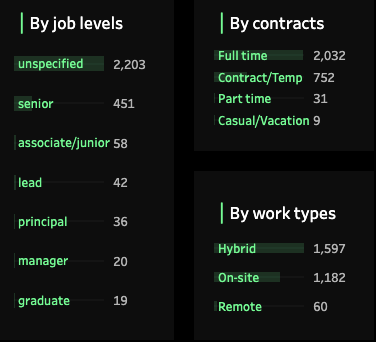 By job levels
unspecified 2,203
senior 451
associate/junior 58
lead 42
principal 36
manager 20
graduate 19
By contracts
Full time 2,032
Contract/Temp 752
Part time 31
Casual/Vacation 9
By work types
Hybrid 1,597
On-site 1,182
Remote 60